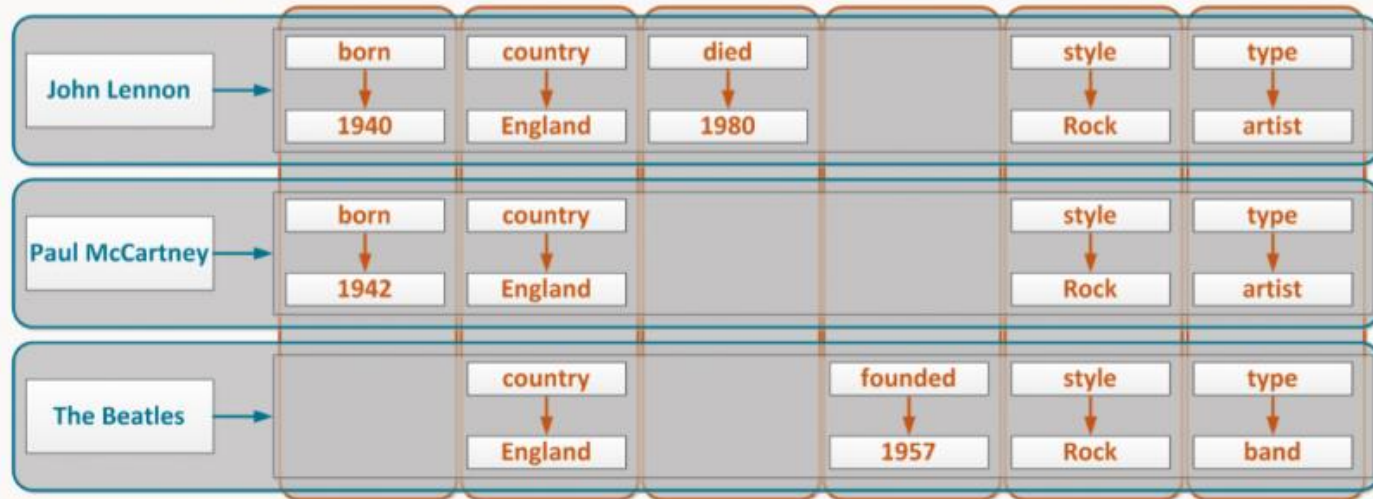 born country died style type
John Lennon
1940 England 1980 Rock artist
born country style type
Paul McCartney
1942 England Rock artist
country founded style type
The Beatles
England 1957 Rock band